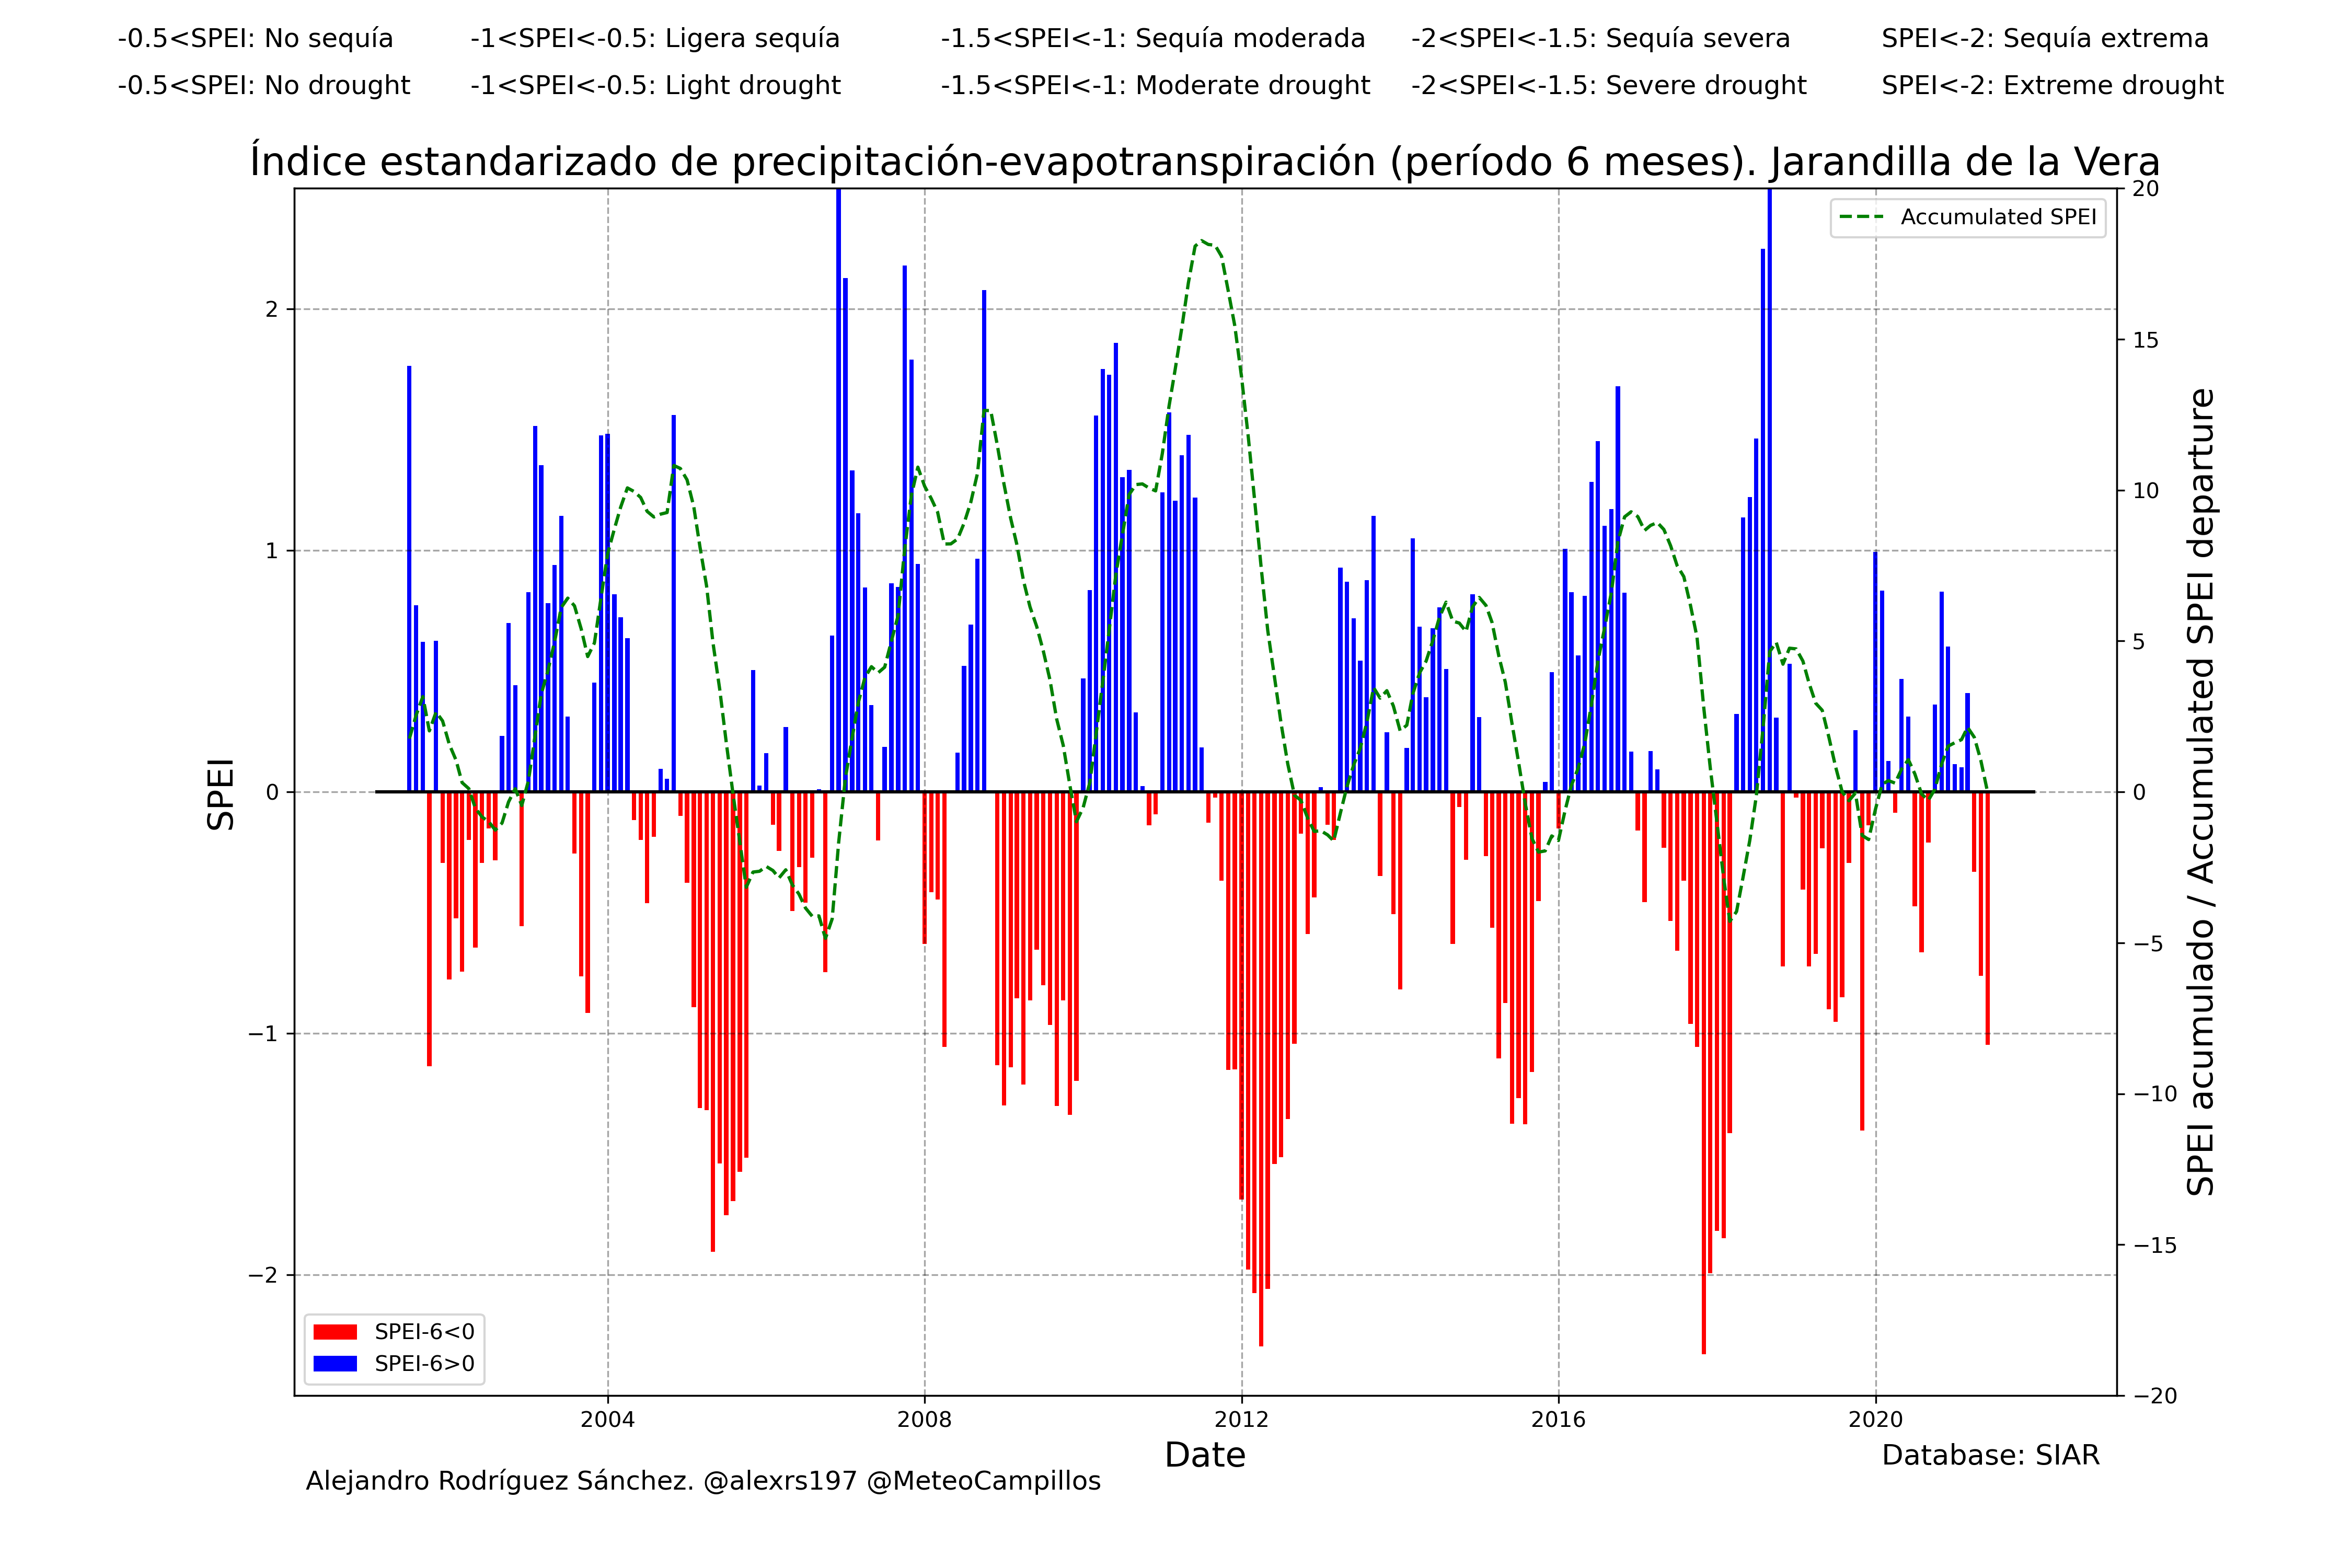 -0.5<SPEI: No sequía -1<SPEI<-0.5: Ligera sequía -1.5<SPEI<-1: Sequía moderada -2<SPEI<-1.5: Sequía severa SPEI<-2: Sequía extrema
-0.5<SPEI: No drought -1<SPEI<-0.5: Light drought -1.5<SPEI<-1: Moderate drought -2<SPEI<-1.5: Severe drought SPEI<-2: Extreme drought
Índice estandarizado de precipitación-evapotranspiración (período 6 meses). Jarandilla de la Vera
Accumulated SPEI
SPEI
2
1
0
−1
−2
20
15
10
5
0
−5
−10
−15
−20
SPEI acumulado / Accumulated SPEI departure
SPEI-6<0
SPEI-6>0
2004 2008 2012 2016 2020
Date
Database: SIAR
Alejandro Rodríguez Sánchez. @alexrs197 @MeteoCampillos